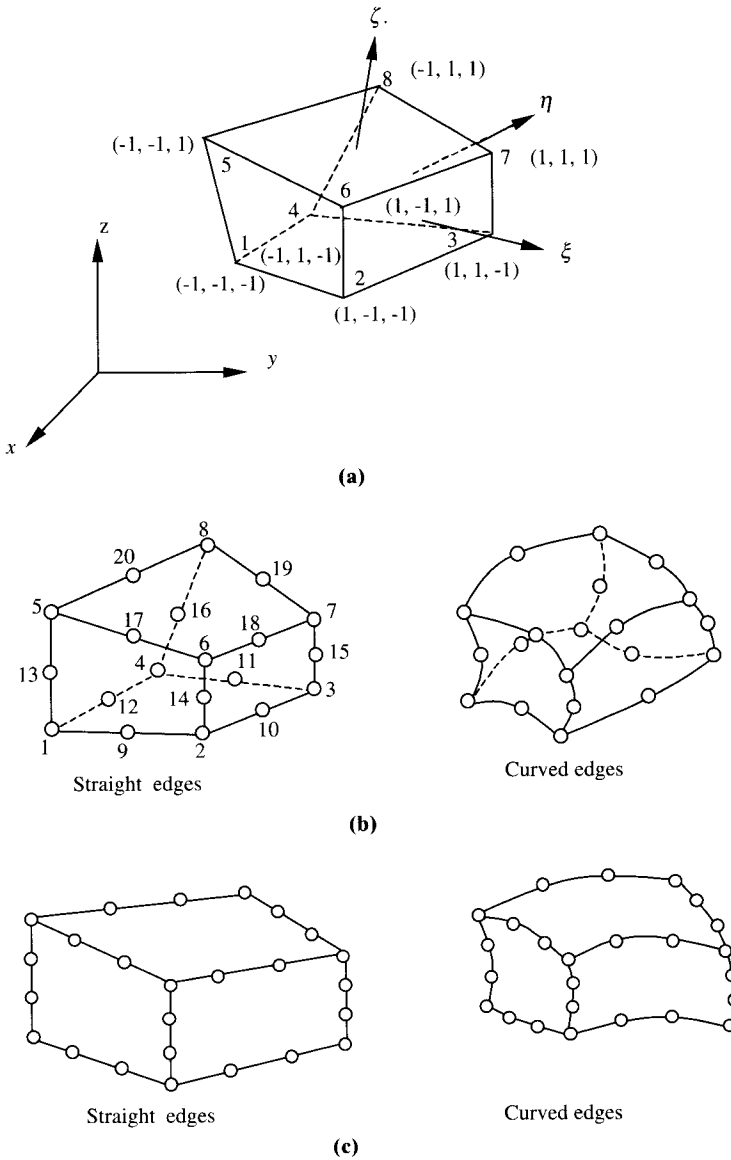 ζ.
8 (-1, 1, 1)
η
(-1, -1, 1)
5
7 (1, 1, 1)
6
4 (1, -1, 1)
z
1
3
(-1, 1, -1)
ξ
(-1, -1, -1)
2
(1, 1, -1)
(1, -1, -1)
y
x
(a)
8
20
19
5
16
17
18
7
6
4
11
15
13
3
12
14
10
1
9
2
Straight edges
Curved edges
(b)
Straight edges
Curved edges
(c)